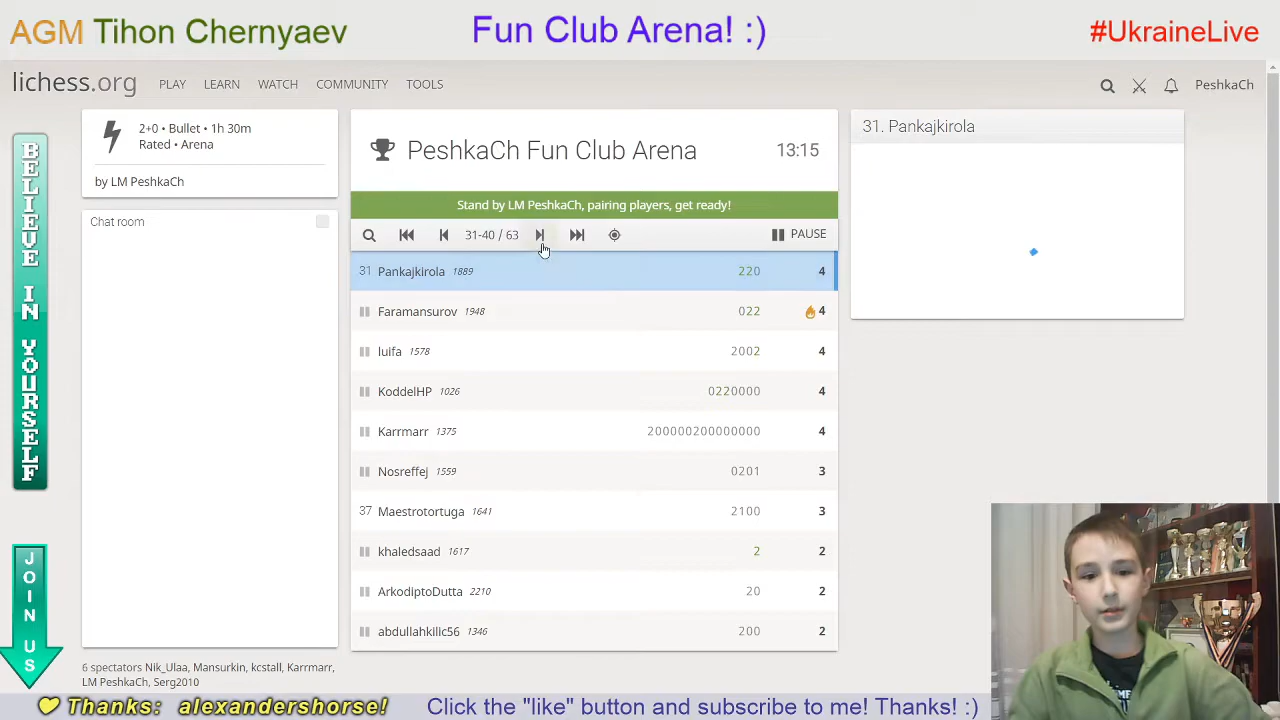 AGM Tihon Chernyaev
Fun Club Arena! :)
#UkraineLive
lichess.org
PLAY
LEARN
WATCH
COMMUNITY
TOOLS
PeshkaCh
BELIEVE IN YOURSELF
JOIN US
2+0 • Bullet • 1h 30m
Rated • Arena
by LM PeshkaCh
Chat room
6 spectators Nik_Ulaa, Mansurkin, kcstall, Karrmarr,
LM PeshkaCh, Serg2010
PeshkaCh Fun Club Arena 13:15
Stand by LM PeshkaCh, pairing players, get ready!
31-40 / 63 PAUSE
31 Pankajkirola 1889 220 4
Faramansurov 1948 022 4
luifa 1578 2002 4
KoddelHP 1026 0220000 4
Karrmarr 1375 200000200000000 4
Nosreffej 1559 0201 3
37 Maestrotortuga 1641 2100 3
khaledsaad 1617 2 2
ArkodiptoDutta 2210 20 2
abdullahkilic56 1346 200 2
31. Pankajkirola
Thanks: alexandershorse!
Click the "like" button and subscribe to me! Thanks! :)